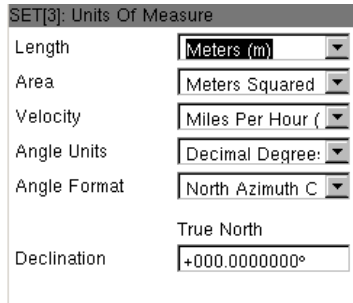 SET[3]: Units Of Measure
Length Meters (m)
Area Meters Squared
Velocity Miles Per Hour (
Angle Units Decimal Degree:
Angle Format North Azimuth C
True North
Declination +000.0000000º